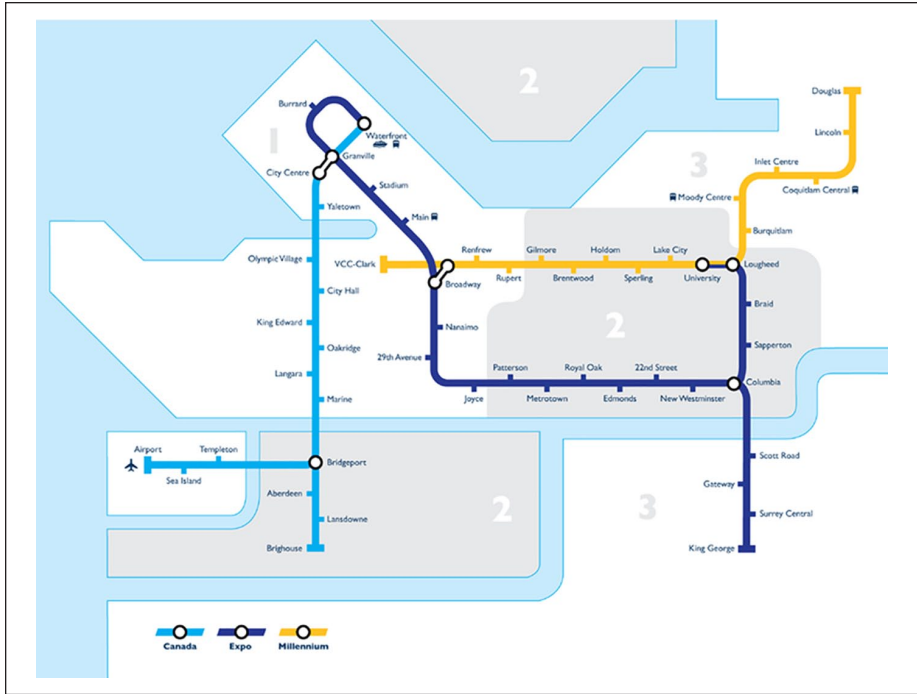 2
Douglas
Burrard
Waterfront
Lincoln
1
Granville
Inlet Centre
3
City Centre
Stadium
Moody Centre
Coquitlam Central
Yaletown
Main
Burquitlam
Olympic Village
VCC-Clark
Renfrew
Gilmore
Holdom
Lake City
Lougheed
Broadway
Rupert
Brentwood
Sperling
University
City Hall
Braid
King Edward
Nanaimo
2
Oakridge
29th Avenue
Sapperton
Langara
Patterson
Royal Oak
22nd Street
Columbia
Marine
Joyce
Metrotown
Edmonds
New Westminster
Airport
Templeton
Bridgeport
Scott Road
Sea Island
Aberdeen
Gateway
Lansdowne
2
3
Surrey Central
Brighouse
King George
Canada
Expo
Millennium